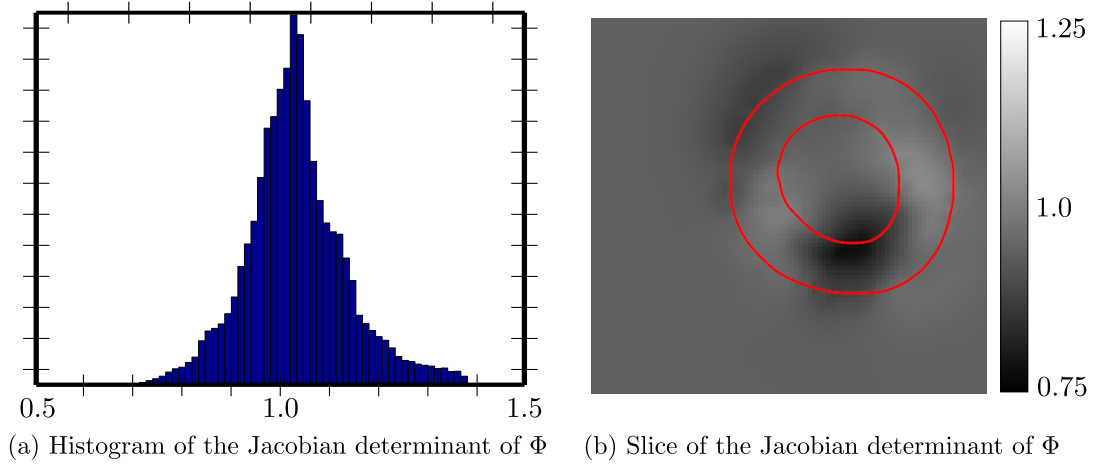 0.5 1.0 1.5
(a) Histogram of the Jacobian determinant of Φ
1.25
1.0
0.75
(b) Slice of the Jacobian determinant of Φ